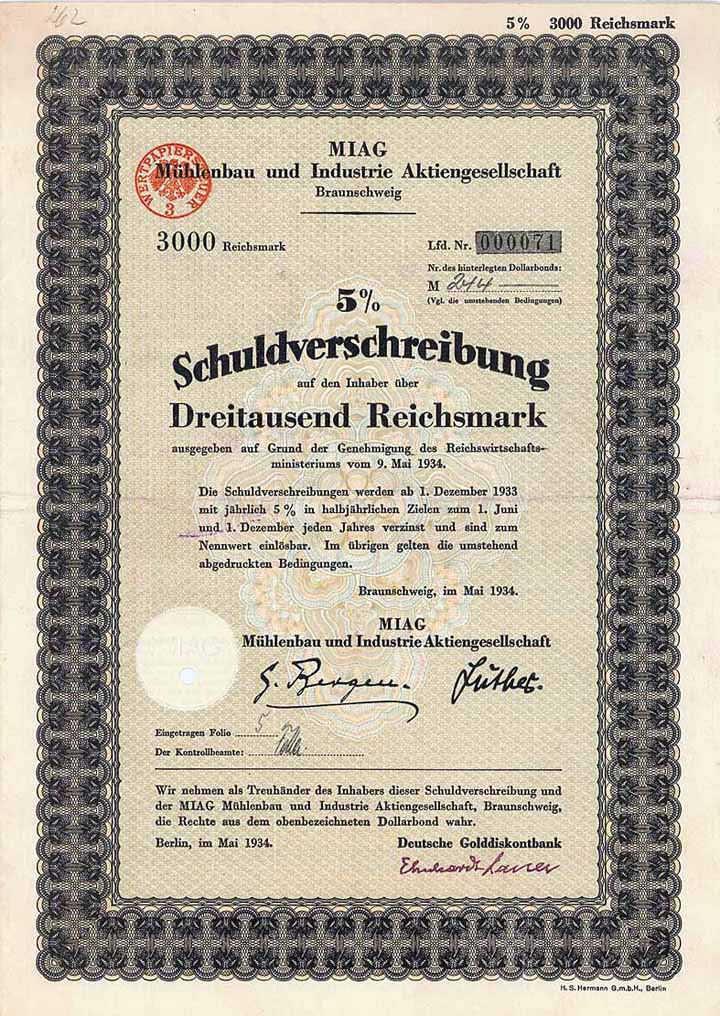 262
5% 3000 Reichsmark
MIAG
Mühlenbau und Industrie Aktiengesellschaft
Braunschweig
WERTPAPIERSTEUER
3
3000 Reichsmark
Lfd. Nr. 000071
Nr. des hinterlegten Dollarbonds:
M 244
(Vgl. die umstehenden Bedingungen)
5%
Schuldverschreibung
auf den Inhaber über
Dreitausend Reichsmark
ausgegeben auf Grund der Genehmigung des Reichswirtschafts-
ministeriums vom 9. Mai 1934.
Die Schuldverschreibungen werden ab 1. Dezember 1933
mit jährlich 5% in halbjährlichen Zielen zum 1. Juni
und 1. Dezember jeden Jahres verzinst und sind zum
Nennwert einlösbar. Im übrigen gelten die umstehend
abgedruckten Bedingungen.
Braunschweig, im Mai 1934.
MIAG
Mühlenbau und Industrie Aktiengesellschaft
Luther.
Eingetragen Folio 5
Der Kontrollbeamte:
Wir nehmen als Treuhänder des Inhabers dieser Schuldverschreibung und
der MIAG Mühlenbau und Industrie Aktiengesellschaft, Braunschweig,
die Rechte aus dem obenbezeichneten Dollarbond wahr.
Berlin, im Mai 1934.
Deutsche Golddiskontbank
H. S. Hermann G.m.b.H., Berlin